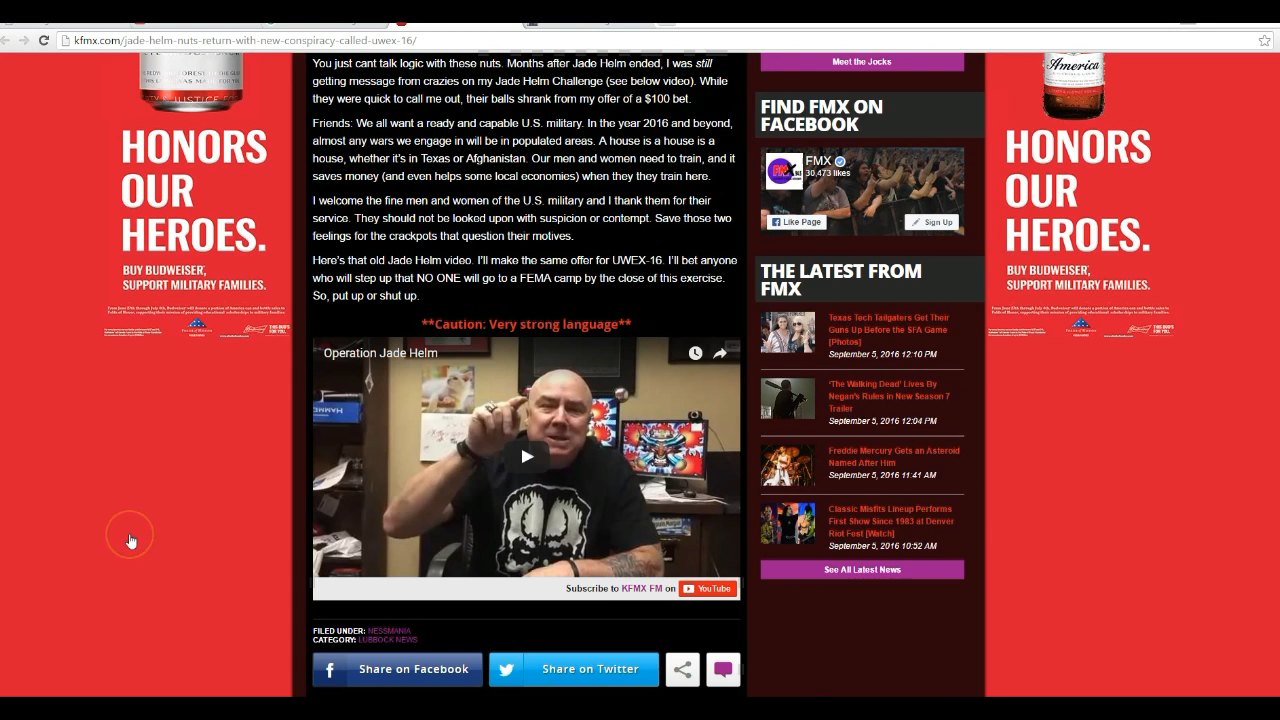 kfmx.com/jade-helm-nuts-return-with-new-conspiracy-called-uwex-16/
HONORS
OUR
HEROES.
BUY BUDWEISER,
SUPPORT MILITARY FAMILIES.
You just cant talk logic with these nuts. Months after Jade Helm ended, I was still
getting message from crazies on my Jade Helm Challenge (see below video). While
they were quick to call me out, their balls shrank from my offer of a $100 bet.
Friends: We all want a ready and capable U.S. military. In the year 2016 and beyond,
almost any wars we engage in will be in populated areas. A house is a house is a
house, whether it's in Texas or Afghanistan. Our men and women need to train, and it
saves money (and even helps some local economies) when they they train here.
I welcome the fine men and women of the U.S. military and I thank them for their
service. They should not be looked upon with suspicion or contempt. Save those two
feelings for the crackpots that question their motives.
Here's that old Jade Helm video. I'll make the same offer for UWEX-16. I'll bet anyone
who will step up that NO ONE will go to a FEMA camp by the close of this exercise.
So, put up or shut up.
**Caution: Very strong language**
Operation Jade Helm
Subscribe to KFMX FM on YouTube
FILED UNDER: NESSMANIA
CATEGORY: LUBBOCK NEWS
Share on Facebook
Share on Twitter
Meet the Jocks
FIND FMX ON
FACEBOOK
FMX
30,473 likes
Like Page
Sign Up
THE LATEST FROM
FMX
Texas Tech Tailgaters Get Their
Guns Up Before the SFA Game
[Photos]
September 5, 2016 12:10 PM
'The Walking Dead' Lives By
Negan's Rules in New Season 7
Trailer
September 5, 2016 12:04 PM
Freddie Mercury Gets an Asteroid
Named After Him
September 5, 2016 11:41 AM
Classic Misfits Lineup Performs
First Show Since 1983 at Denver
Riot Fest [Watch]
September 5, 2016 10:52 AM
See All Latest News
America
HONORS
OUR
HEROES.
BUY BUDWEISER,
SUPPORT MILITARY FAMILIES.